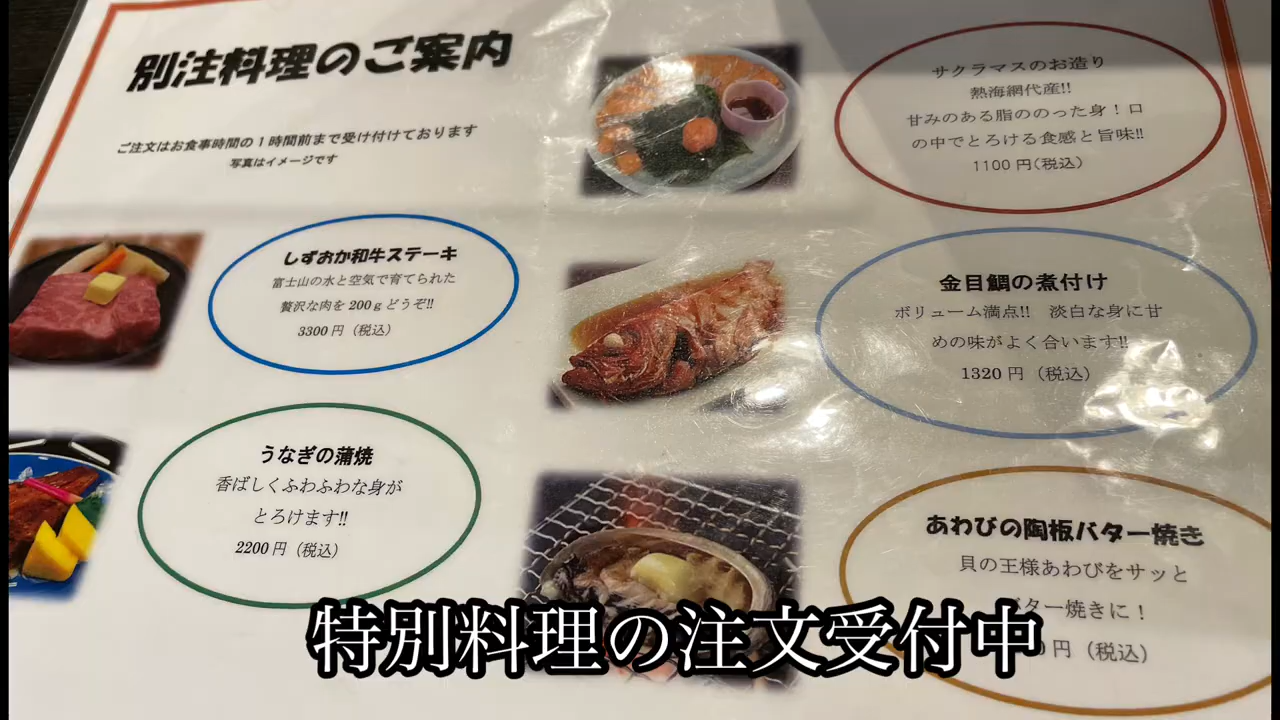 別注料理のご案内
ご注文はお食事時間の1時間前まで受け付けております
写真はイメージです
しずおか和牛ステーキ
富士山の水と空気で育てられた
贅沢な肉を200gどうぞ!!
3300円(税込)
うなぎの蒲焼
香ばしくふわふわな身が
とろけます!!
2200円(税込)
サクラマスのお造り
熱海網代産!!
甘みのある脂ののった身！口
の中でとろける食感と旨味!!
1100円(税込)
金目鯛の煮付け
ボリューム満点!! 淡白な身に甘
めの味がよく合います!!
1320円(税込)
あわびの陶板バター焼き
貝の王様あわびをサッと
バター焼きに！
円(税込)
特別料理の注文受付中